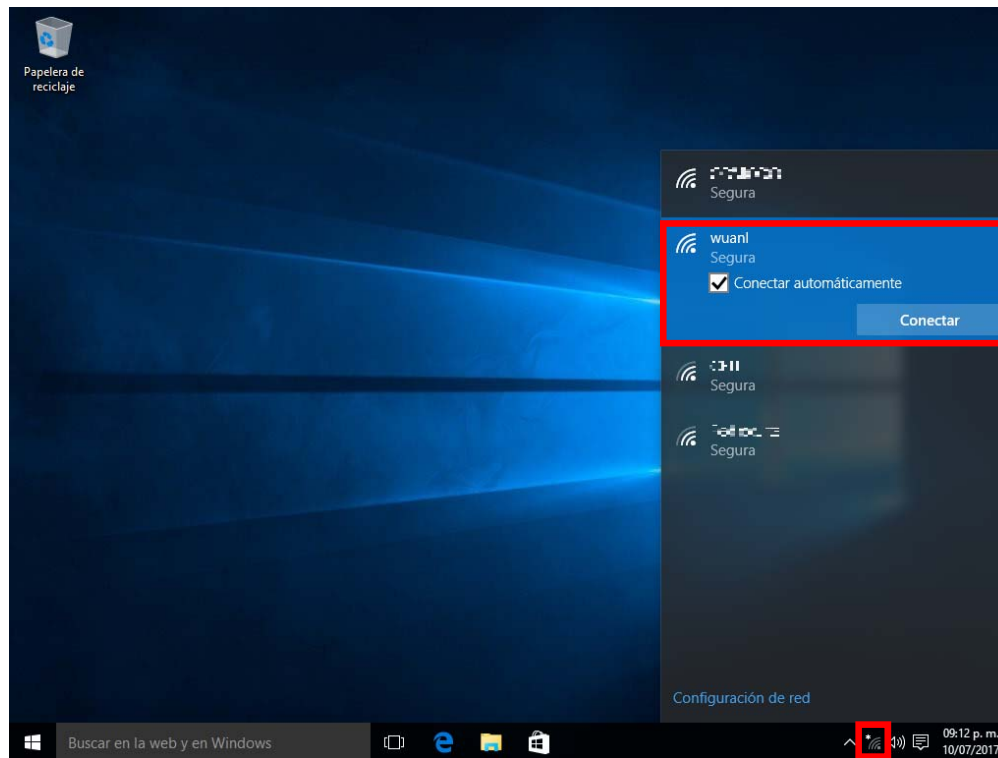 Papelera de
reciclaje
Segura
wuanl
Segura
Conectar automáticamente
Conectar
Segura
Segura
Configuración de red
Buscar en la web y en Windows
09:12 p. m.
10/07/2017